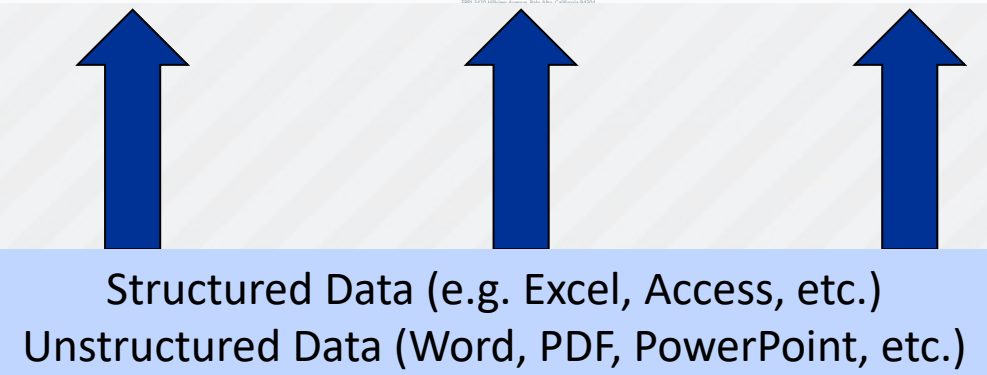 Structured Data (e.g. Excel, Access, etc.)
Unstructured Data (Word, PDF, PowerPoint, etc.)